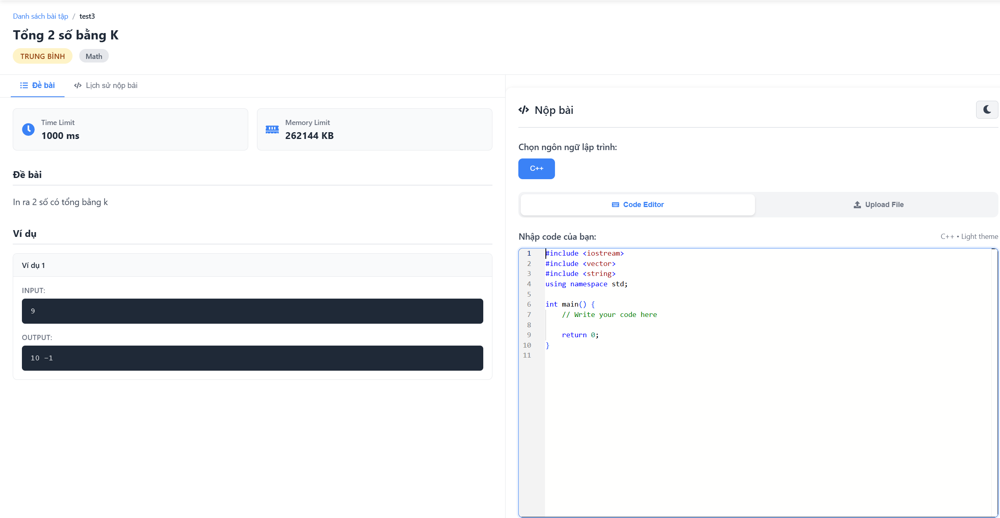 Danh sách bài tập / test3
Tổng 2 số bằng K
TRUNG BÌNH Math
Đề bài Lịch sử nộp bài
Time Limit
1000 ms
Memory Limit
262144 KB
Đề bài
In ra 2 số có tổng bằng k
Ví dụ
Ví dụ 1
INPUT:
9
OUTPUT:
10 -1
Nộp bài
Chọn ngôn ngữ lập trình:
C++
Code Editor Upload File
Nhập code của bạn: C++ • Light theme
1 #include <iostream>
2 #include <vector>
3 #include <string>
4 using namespace std;
5
6 int main() {
7 // Write your code here
8
9 return 0;
10 }
11